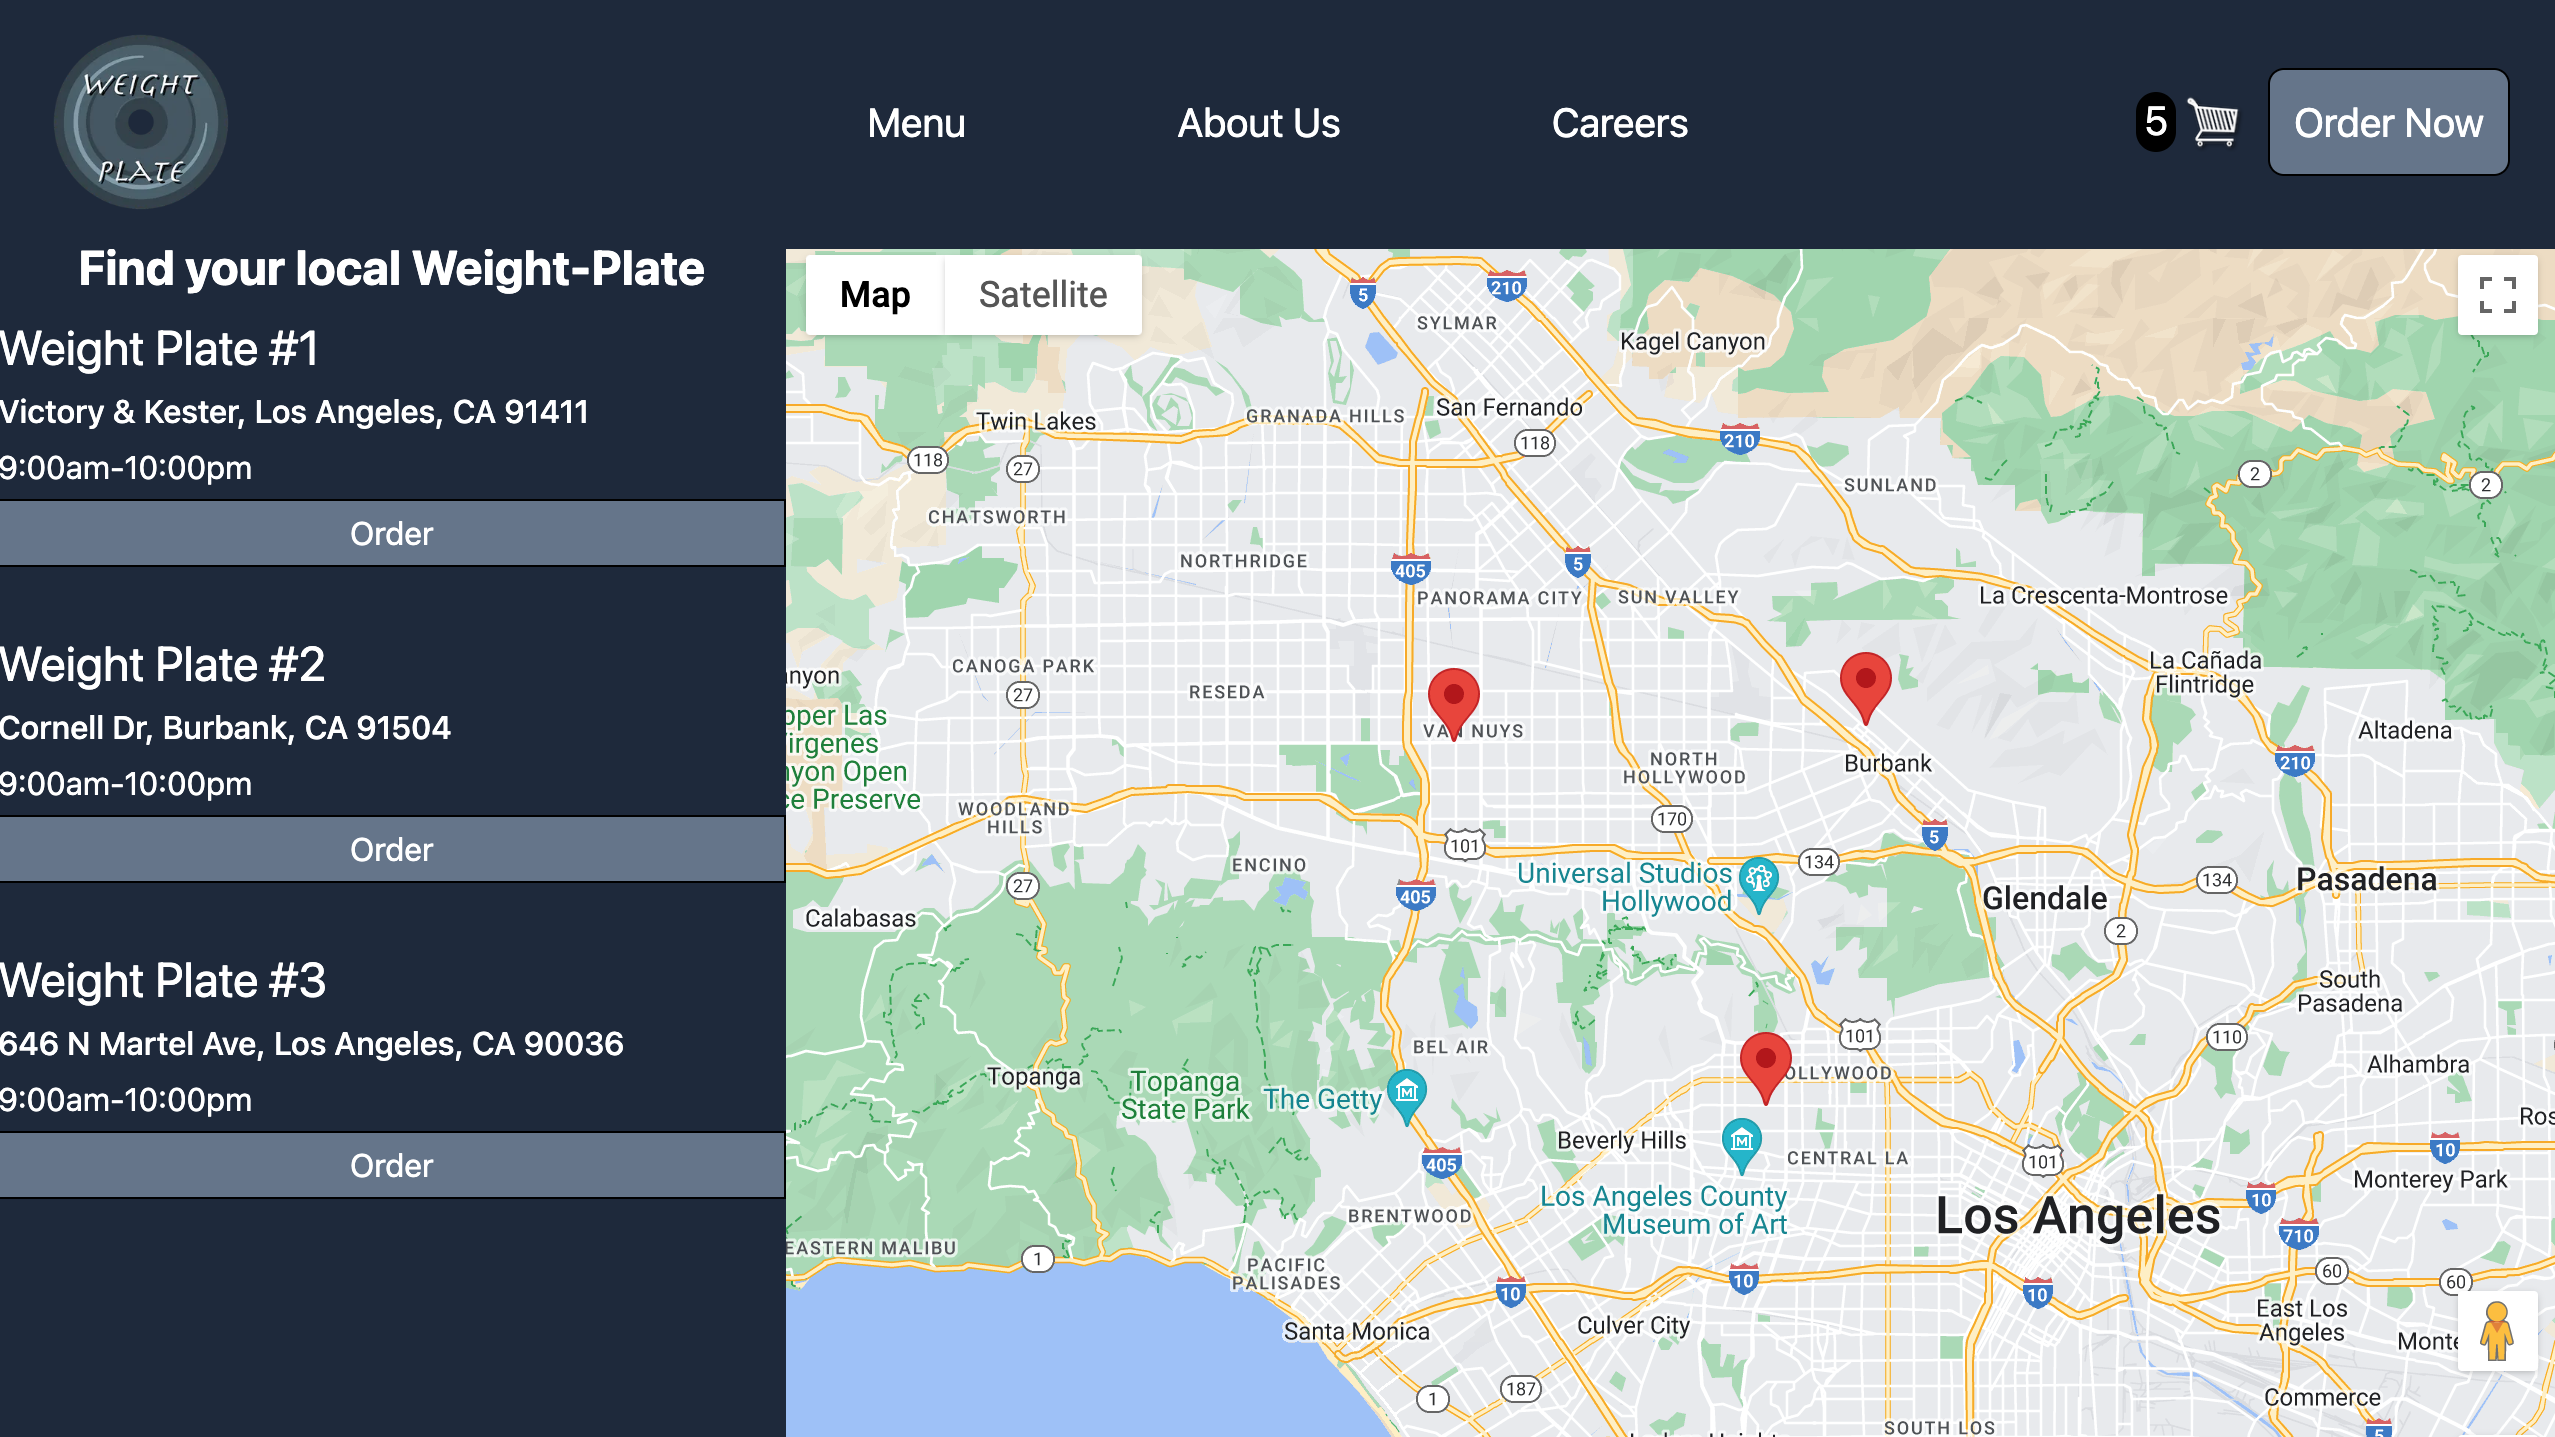 WEIGHT
PLATE
Menu
About Us
Careers
5
Order Now
Find your local Weight-Plate
Weight Plate #1
Victory & Kester, Los Angeles, CA 91411
9:00am-10:00pm
Order
Weight Plate #2
Cornell Dr, Burbank, CA 91504
9:00am-10:00pm
Order
Weight Plate #3
646 N Martel Ave, Los Angeles, CA 90036
9:00am-10:00pm
Order
Map
Satellite
5
210
SYLMAR
Kagel Canyon
San Fernando
GRANADA HILLS
Twin Lakes
118
118
210
27
2
2
SUNLAND
CHATSWORTH
NORTHRIDGE
405
5
PANORAMA CITY
SUN VALLEY
La Crescenta-Montrose
CANOGA PARK
nyon
27
RESEDA
La Cañada
Flintridge
pper Las
irgenes
nyon Open
ce Preserve
VAN NUYS
Altadena
NORTH
HOLLYWOOD
Burbank
210
WOODLAND
HILLS
170
101
5
ENCINO
134
Universal Studios
Hollywood
27
405
134
Pasadena
Glendale
Calabasas
2
South
Pasadena
101
110
BEL AIR
Alhambra
Topanga
Topanga
State Park
The Getty
OLLYWOOD
Ros
Beverly Hills
CENTRAL LA
405
101
10
Monterey Park
Los Angeles County
Museum of Art
10
BRENTWOOD
Los Angeles
710
EASTERN MALIBU
1
PACIFIC
PALISADES
10
10
10
60
60
East Los
Angeles
Santa Monica
Culver City
Monte
1
187
Commerce
SOUTH LOS
5